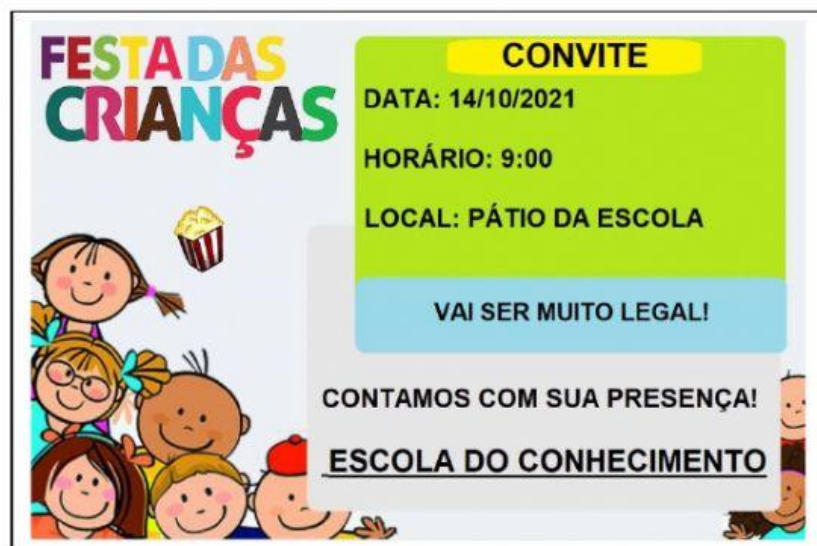 FESTA DAS
CRIANÇAS
CONVITE
DATA: 14/10/2021
HORÁRIO: 9:00
LOCAL: PÁTIO DA ESCOLA
VAI SER MUITO LEGAL!
CONTAMOS COM SUA PRESENÇA!
ESCOLA DO CONHECIMENTO